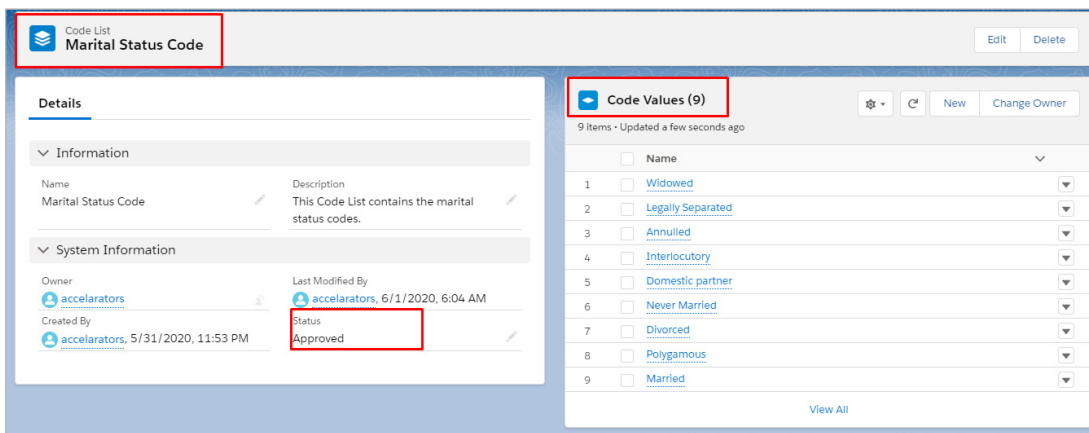 Code List
Marital Status Code
Edit
Delete
Details
Information
Name
Marital Status Code
Description
This Code List contains the marital
status codes.
System Information
Owner
accelarators
Last Modified By
accelarators, 6/1/2020, 6:04 AM
Created By
accelarators, 5/31/2020, 11:53 PM
Status
Approved
Code Values (9)
New
Change Owner
9 items • Updated a few seconds ago
Name
1 Widowed
2 Legally Separated
3 Annulled
4 Interlocutory
5 Domestic partner
6 Never Married
7 Divorced
8 Polygamous
9 Married
View All